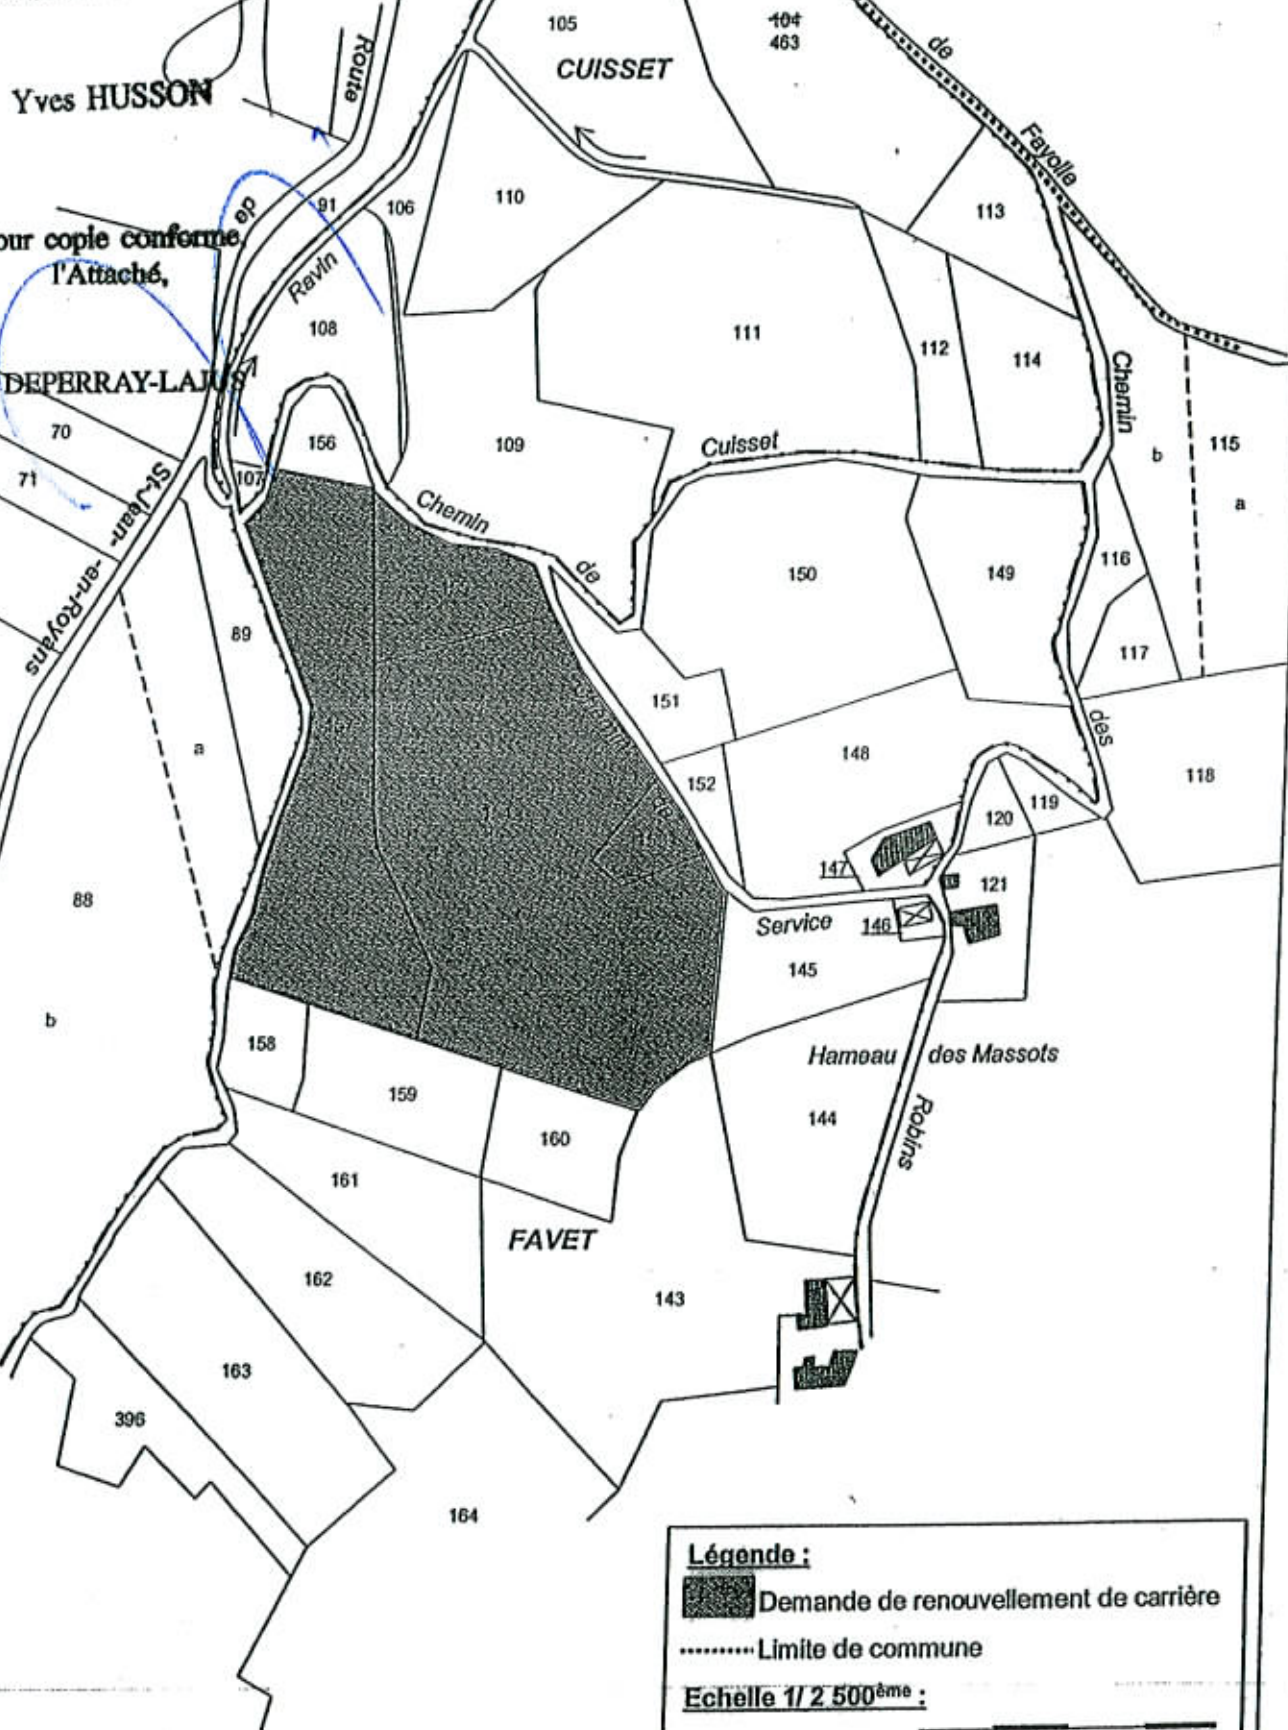 105
104
463
CUISSET
Route
de
Yves HUSSON
Favolle
91
106
110
113
de
our copie conforme,
l'Attaché,
Ravin
108
111
112
114
Chemin
DEPERRAY-LAJUS
70
156
109
Cuisset
b
115
71
107
a
St-Jean-
-en-Royans
Chemin
de
150
149
116
89
117
151
des
a
148
152
118
119
120
147
121
88
Service
146
145
b
158
Hameau des Massots
159
144
160
Robins
161
FAVET
162
143
163
396
164
Légende :
Demande de renouvellement de carrière
Limite de commune
Echelle 1/ 2 500ème :